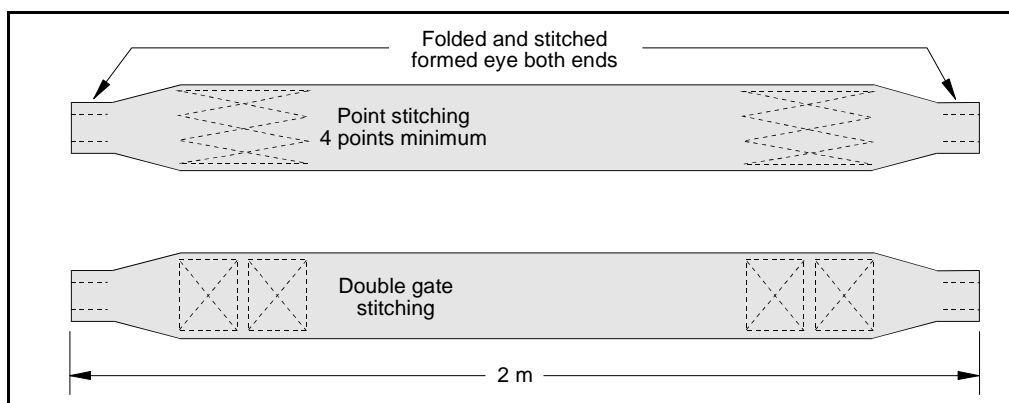 Folded and stitched
formed eye both ends
Point stitching
4 points minimum
Double gate
stitching
2 m